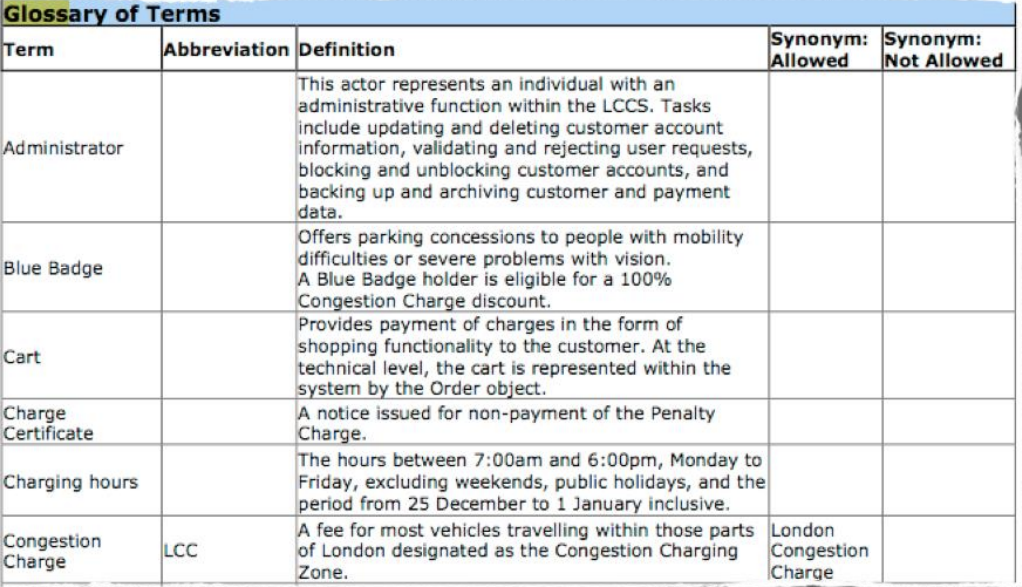 Glossary of Terms
Term Abbreviation Definition Synonym: Allowed Synonym: Not Allowed
Administrator
This actor represents an individual with an
administrative function within the LCCS. Tasks
include updating and deleting customer account
information, validating and rejecting user requests,
blocking and unblocking customer accounts, and
backing up and archiving customer and payment
data.
Blue Badge
Offers parking concessions to people with mobility
difficulties or severe problems with vision.
A Blue Badge holder is eligible for a 100%
Congestion Charge discount.
Cart
Provides payment of charges in the form of
shopping functionality to the customer. At the
technical level, the cart is represented within the
system by the Order object.
Charge
Certificate
A notice issued for non-payment of the Penalty
Charge.
Charging hours
The hours between 7:00am and 6:00pm, Monday to
Friday, excluding weekends, public holidays, and the
period from 25 December to 1 January inclusive.
Congestion
Charge
LCC
A fee for most vehicles travelling within those parts
of London designated as the Congestion Charging
Zone.
London
Congestion
Charge